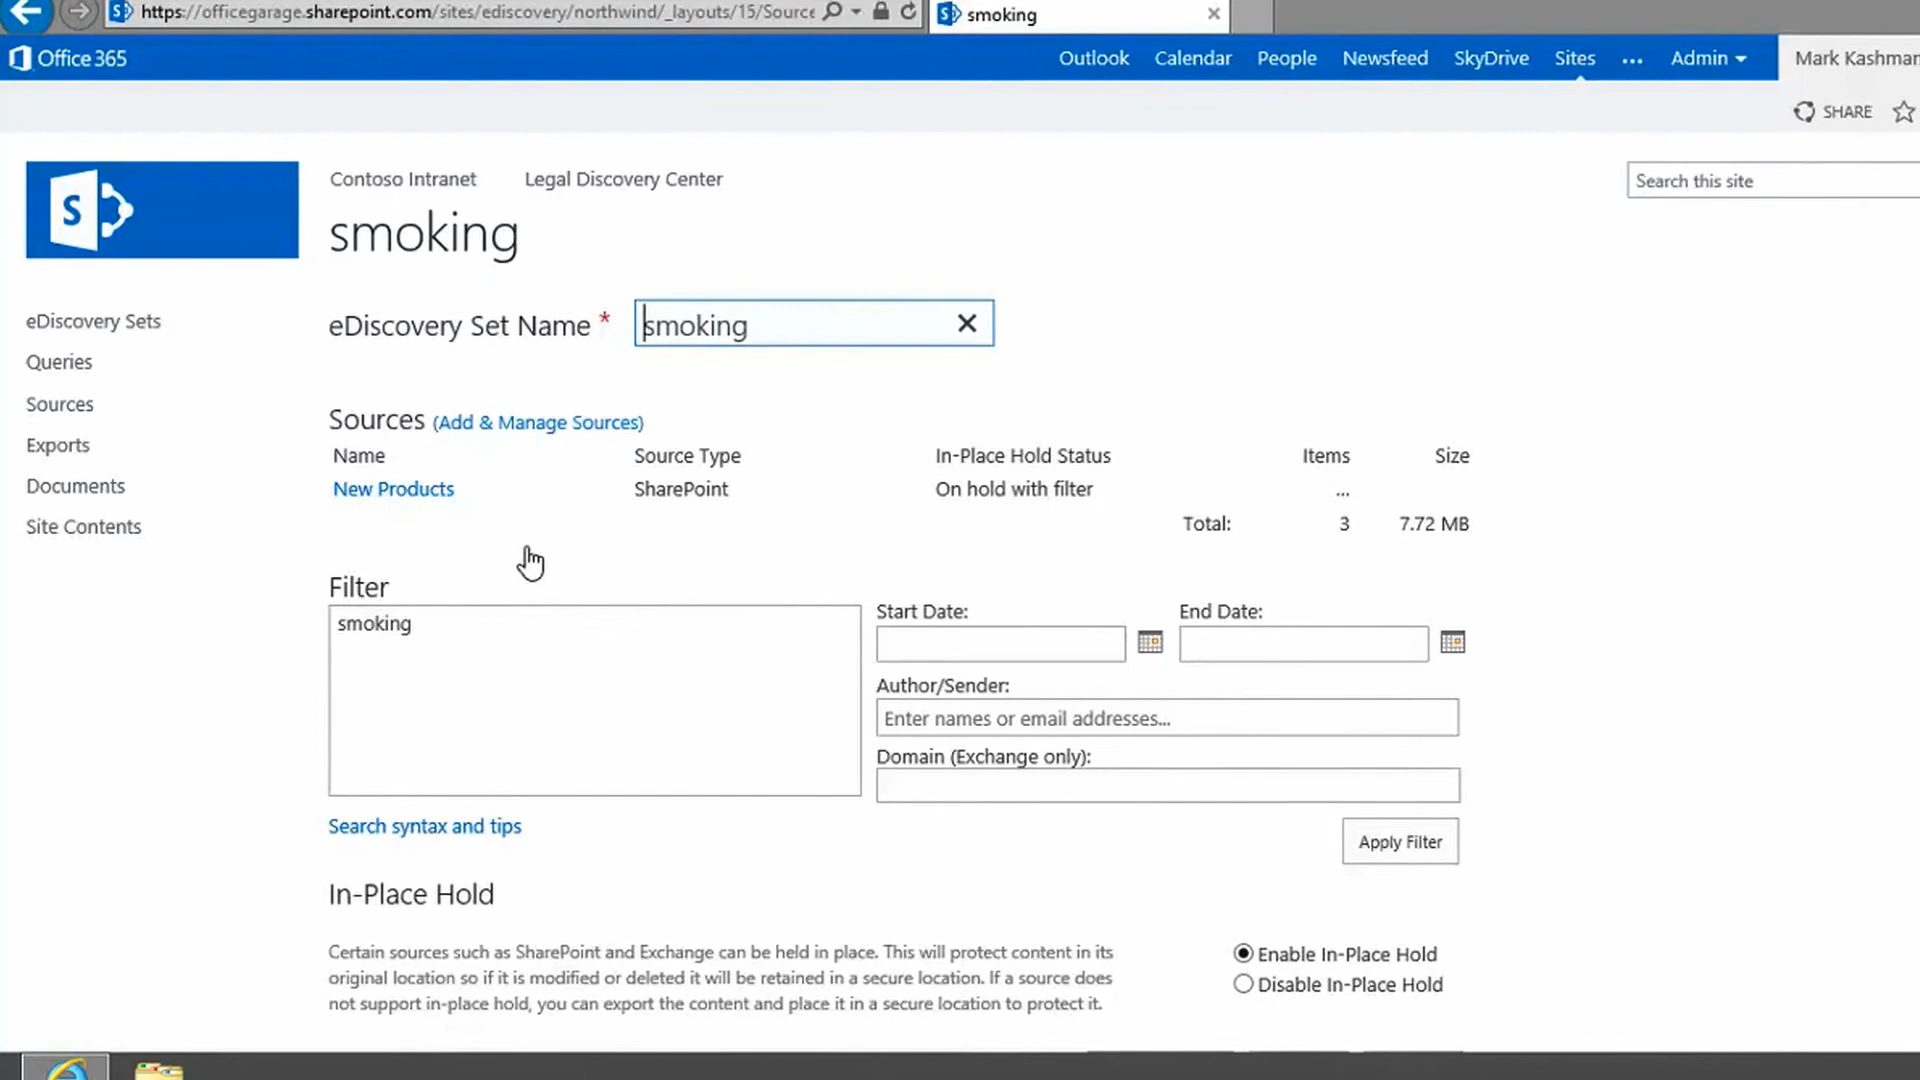 https://officegarage.sharepoint.com/sites/ediscovery/northwind/_layouts/15/Source
smoking
Office 365
Outlook Calendar People Newsfeed SkyDrive Sites ... Admin Mark Kashman
SHARE
Contoso Intranet Legal Discovery Center
Search this site
smoking
eDiscovery Sets
Queries
Sources
Exports
Documents
Site Contents
eDiscovery Set Name * smoking
Sources (Add & Manage Sources)
Name Source Type In-Place Hold Status Items Size
New Products SharePoint On hold with filter ...
Total: 3 7.72 MB
Filter
smoking
Start Date: End Date:
Author/Sender:
Enter names or email addresses...
Domain (Exchange only):
Search syntax and tips
Apply Filter
In-Place Hold
Certain sources such as SharePoint and Exchange can be held in place. This will protect content in its
original location so if it is modified or deleted it will be retained in a secure location. If a source does
not support in-place hold, you can export the content and place it in a secure location to protect it.
Enable In-Place Hold
Disable In-Place Hold